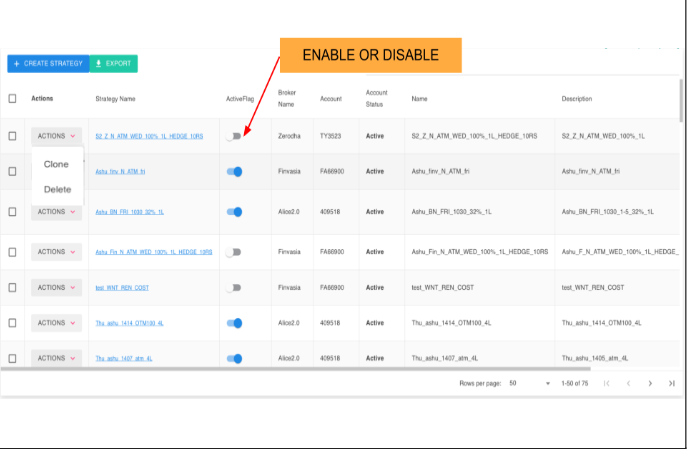 ENABLE OR DISABLE
+ CREATE STRATEGY EXPORT
Actions Strategy Name ActiveFlag Broker Name Account Account Status Name Description
ACTIONS S2_Z_N_ATM_WED_100%_1L_HEDGE_10RS Zerodha TY3523 Active S2_Z_N_ATM_WED_100%_1L_HEDGE_10RS S2_Z_N_ATM_WED_100%_1L
Clone
Ashu_finv_N_ATM_fri Finvasia FA66900 Active Ashu_finv_N_ATM_fri Ashu_finv_N_ATM_fri
Delete
ACTIONS Ashu_BN_FRI_1030_32%_1L Alice2.0 409518 Active Ashu_BN_FRI_1030_32%_1L Ashu_BN_FRI_1030_1-5_32%_1L
ACTIONS Ashu_Fin_N_ATM_WED_100%_1L_HEDGE_10RS Finvasia FA66900 Active Ashu_Fin_N_ATM_WED_100%_1L_HEDGE_10RS Ashu_F_N_ATM_WED_100%_1L_HEDGE_
ACTIONS test_WNT_REN_COST Finvasia FA66900 Active test_WNT_REN_COST test_WNT_REN_COST
ACTIONS Thu_ashu_1414_OTM100_4L Alice2.0 409518 Active Thu_ashu_1414_OTM100_4L Thu_ashu_1414_OTM100_4L
ACTIONS Thu_ashu_1407_atm_4L Alice2.0 409518 Active Thu_ashu_1407_atm_4L Thu_ashu_1405_atm_4L
Rows per page: 50 1-50 of 75